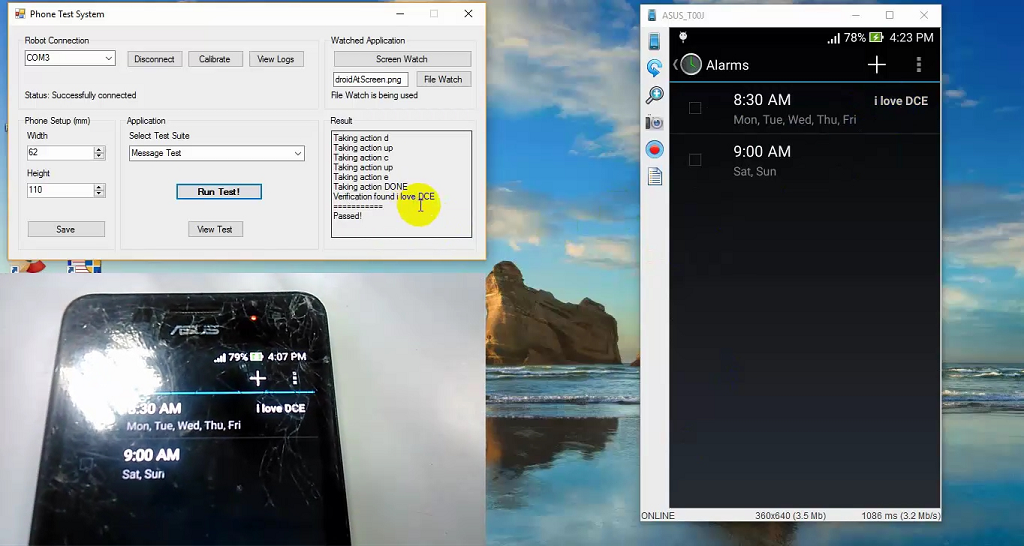 Phone Test System
Robot Connection
COM3
Disconnect
Calibrate
View Logs
Status: Successfully connected
Watched Application
Screen Watch
droidAtScreen.png
File Watch
File Watch is being used
Phone Setup (mm)
Width
62
Height
110
Save
Application
Select Test Suite
Message Test
Run Test!
View Test
Result
Taking action d
Taking action up
Taking action c
Taking action up
Taking action e
Taking action DONE
Verification found i love DCE
===========
Passed!
ASUS
79% 4:07 PM
8:30 AM
i love DCE
Mon, Tue, Wed, Thu, Fri
9:00 AM
Sat, Sun
ASUS_T00J
78% 4:23 PM
Alarms
8:30 AM
i love DCE
Mon, Tue, Wed, Thu, Fri
9:00 AM
Sat, Sun
ONLINE
360x640 (3.5 Mb)
1086 ms (3.2 Mb/s)